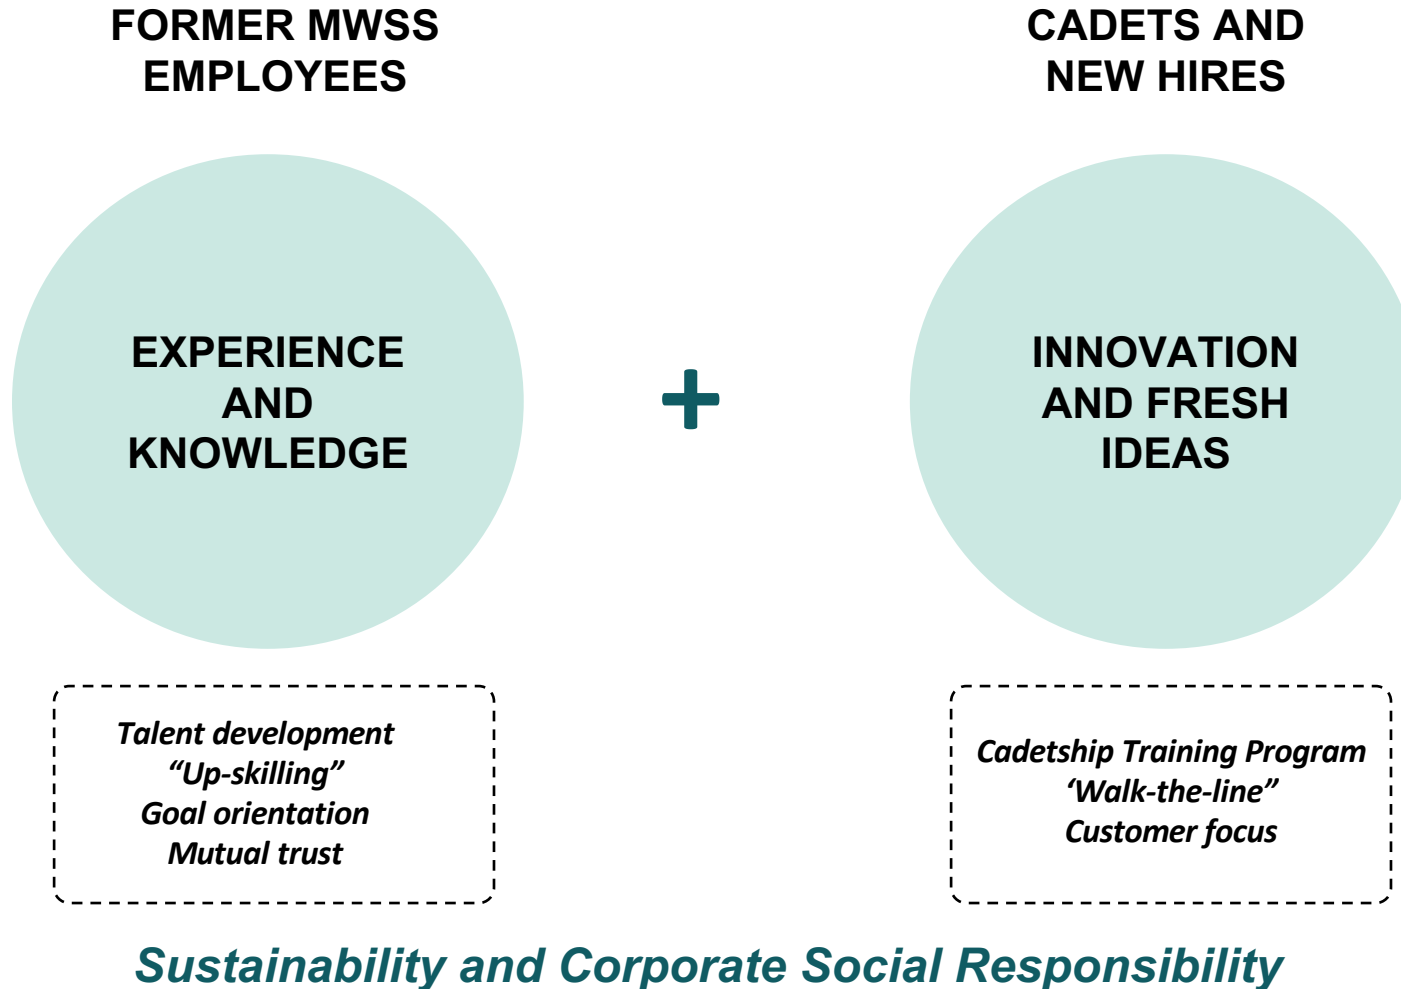 FORMER MWSS
EMPLOYEES
EXPERIENCE
AND
KNOWLEDGE
Talent development
“Up-skilling”
Goal orientation
Mutual trust
+
CADETS AND
NEW HIRES
INNOVATION
AND FRESH
IDEAS
Cadetship Training Program
‘Walk-the-line”
Customer focus
Sustainability and Corporate Social Responsibility